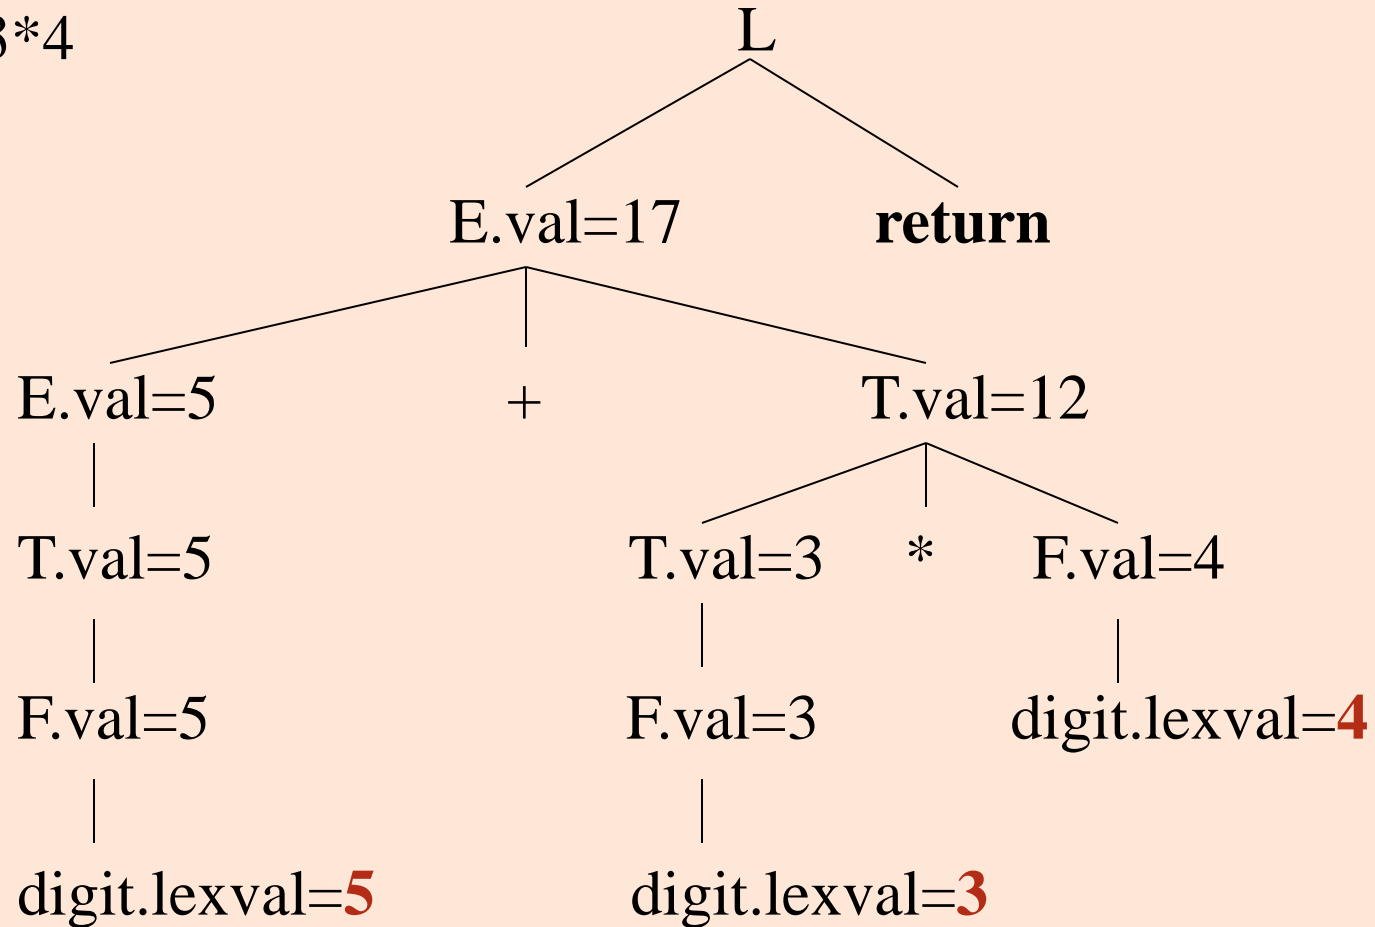 3*4
L
E.val=17 return
E.val=5 + T.val=12
T.val=5 T.val=3 * F.val=4
F.val=5 F.val=3 digit.lexval=4
digit.lexval=5 digit.lexval=3